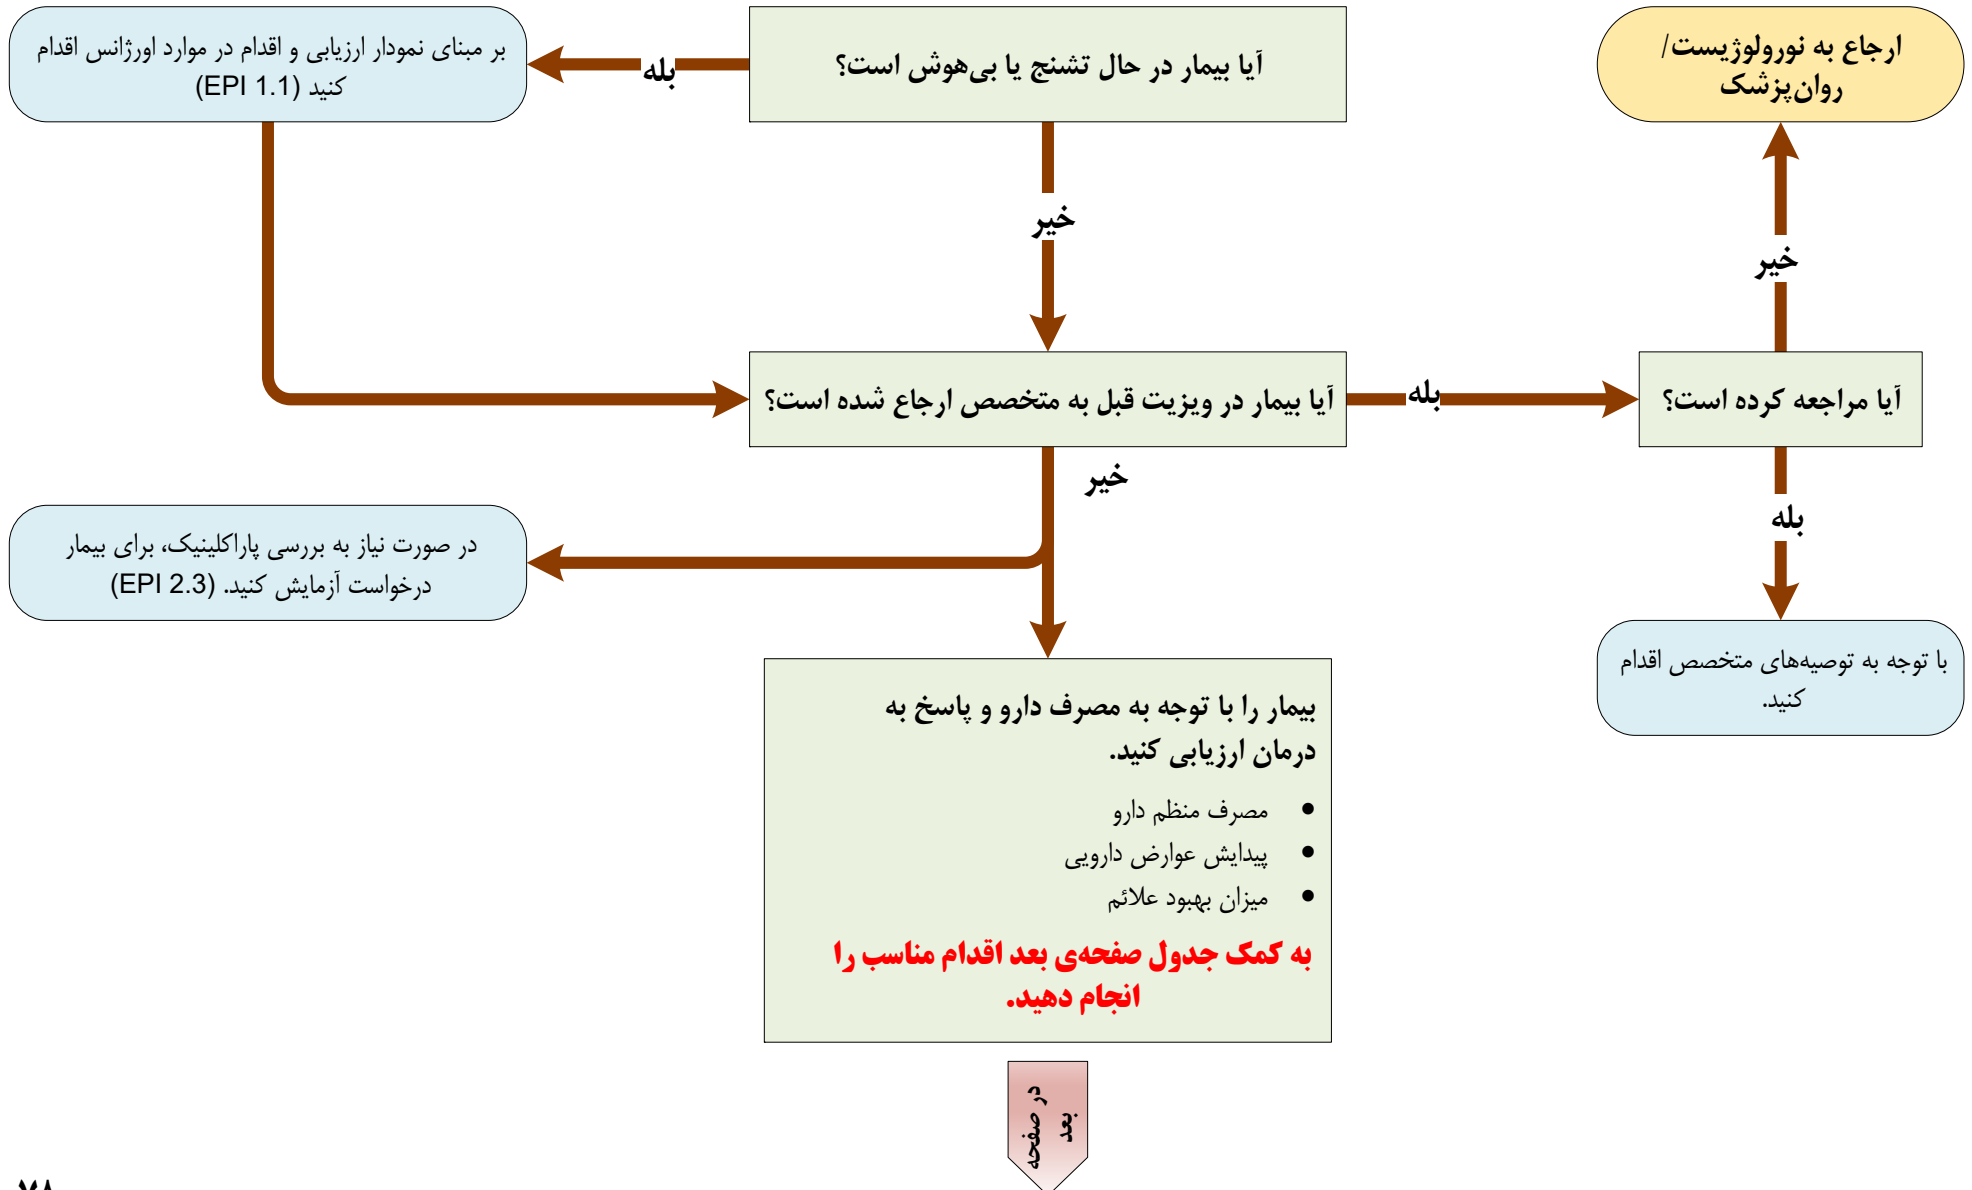 آیا بیمار در حال تشنج یا بی‌هوش است؟
بله
بر مبنای نمودار ارزیابی و اقدام در موارد اورژانس اقدام
کنید (EPI 1.1)
ارجاع به نورولوژیست/
روان‌پزشک
خیر
خیر
آیا بیمار در ویزیت قبل به متخصص ارجاع شده است؟
بله
آیا مراجعه کرده است؟
خیر
بله
در صورت نیاز به بررسی پاراکلینیک، برای بیمار
درخواست آزمایش کنید. (EPI 2.3)
با توجه به توصیه‌های متخصص اقدام
کنید.
بیمار را با توجه به مصرف دارو و پاسخ به
درمان ارزیابی کنید.
• مصرف منظم دارو
• پیدایش عوارض دارویی
• میزان بهبود علائم
به کمک جدول صفحه‌ی بعد اقدام مناسب را
انجام دهید.
در صفحه
بعد